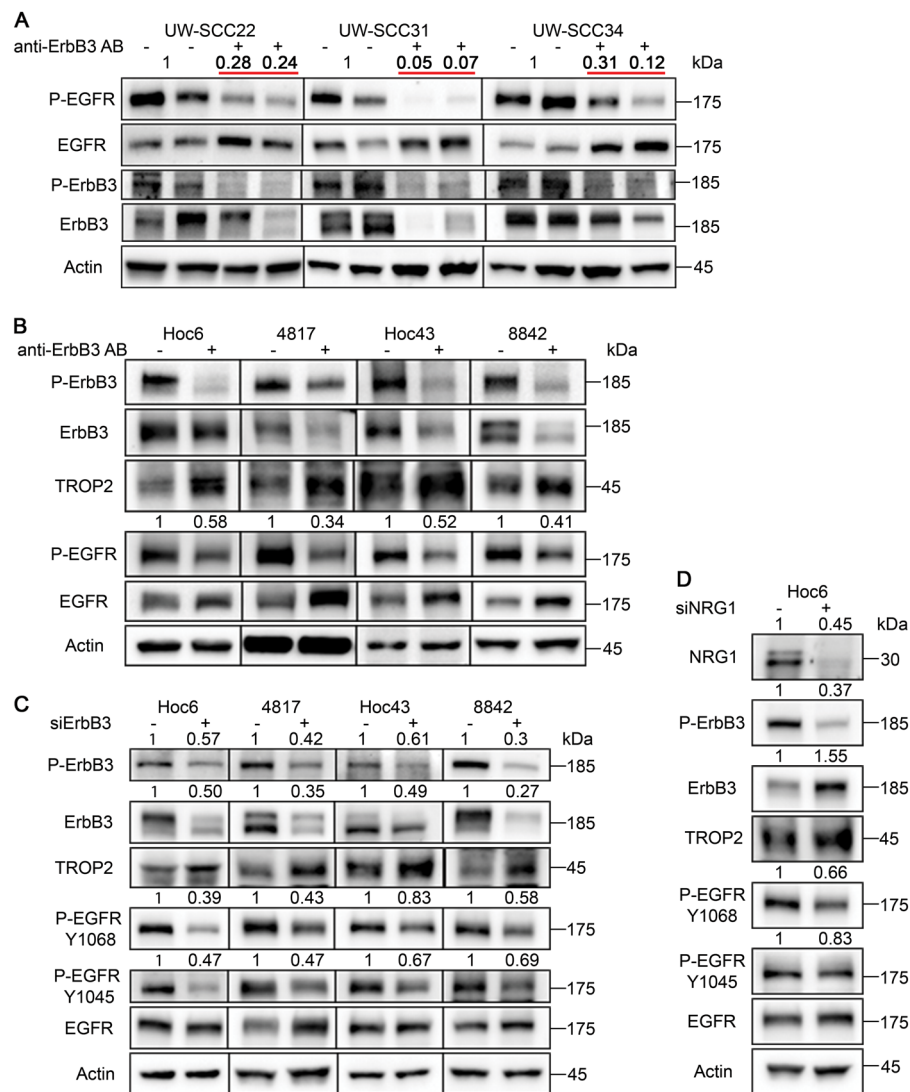 A
UW-SCC22 UW-SCC31 UW-SCC34
anti-ErbB3 AB - - + + - - + + - - + +
1 0.28 0.24 1 0.05 0.07 1 0.31 0.12 kDa
P-EGFR 175
EGFR 175
P-ErbB3 185
ErbB3 185
Actin 45
B
Hoc6 4817 Hoc43 8842
anti-ErbB3 AB - + - + - + - + kDa
P-ErbB3 185
ErbB3 185
TROP2 45
1 0.58 1 0.34 1 0.52 1 0.41
P-EGFR 175
EGFR 175
Actin 45
C
Hoc6 4817 Hoc43 8842
siErbB3 - + - + - + - +
1 0.57 1 0.42 1 0.61 1 0.3 kDa
P-ErbB3 185
1 0.50 1 0.35 1 0.49 1 0.27
ErbB3 185
TROP2 45
1 0.39 1 0.43 1 0.83 1 0.58
P-EGFR
Y1068 175
1 0.47 1 0.47 1 0.67 1 0.69
P-EGFR
Y1045 175
EGFR 175
Actin 45
D
Hoc6
siNRG1 - +
1 0.45 kDa
NRG1 30
1 0.37
P-ErbB3 185
1 1.55
ErbB3 185
TROP2 45
1 0.66
P-EGFR
Y1068 175
1 0.83
P-EGFR
Y1045 175
EGFR 175
Actin 45